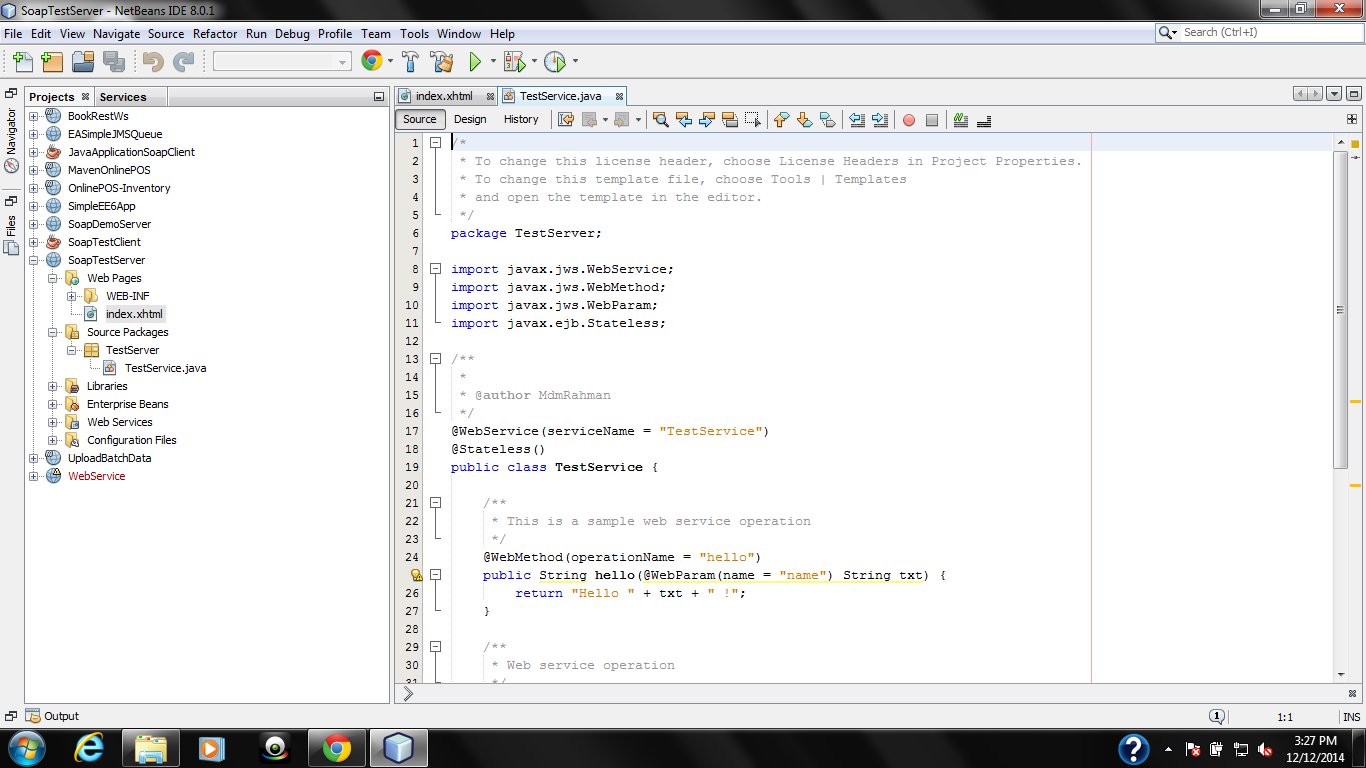 SoapTestServer - NetBeans IDE 8.0.1
File Edit View Navigate Source Refactor Run Debug Profile Team Tools Window Help
Search (Ctrl+I)
Navigator
Files
Projects Services
BookRestWs
EASimpleJMSQueue
JavaApplicationSoapClient
MavenOnlinePOS
OnlinePOS-Inventory
SimpleEE6App
SoapDemoServer
SoapTestClient
SoapTestServer
Web Pages
WEB-INF
index.xhtml
Source Packages
TestServer
TestService.java
Libraries
Enterprise Beans
Web Services
Configuration Files
UploadBatchData
WebService
index.xhtml TestService.java
Source Design History
1 /*
2  * To change this license header, choose License Headers in Project Properties.
3  * To change this template file, choose Tools | Templates
4  * and open the template in the editor.
5  */
6 package TestServer;
7
8 import javax.jws.WebService;
9 import javax.jws.WebMethod;
10 import javax.jws.WebParam;
11 import javax.ejb.Stateless;
12
13 /**
14  *
15  * @author MdmRahman
16  */
17 @WebService(serviceName = "TestService")
18 @Stateless()
19 public class TestService {
20
21     /**
22      * This is a sample web service operation
23      */
24     @WebMethod(operationName = "hello")
    public String hello(@WebParam(name = "name") String txt) {
26         return "Hello " + txt + " !";
27     }
28
29     /**
30      * Web service operation
31      */
Output
1
1:1 INS
3:27 PM
12/12/2014